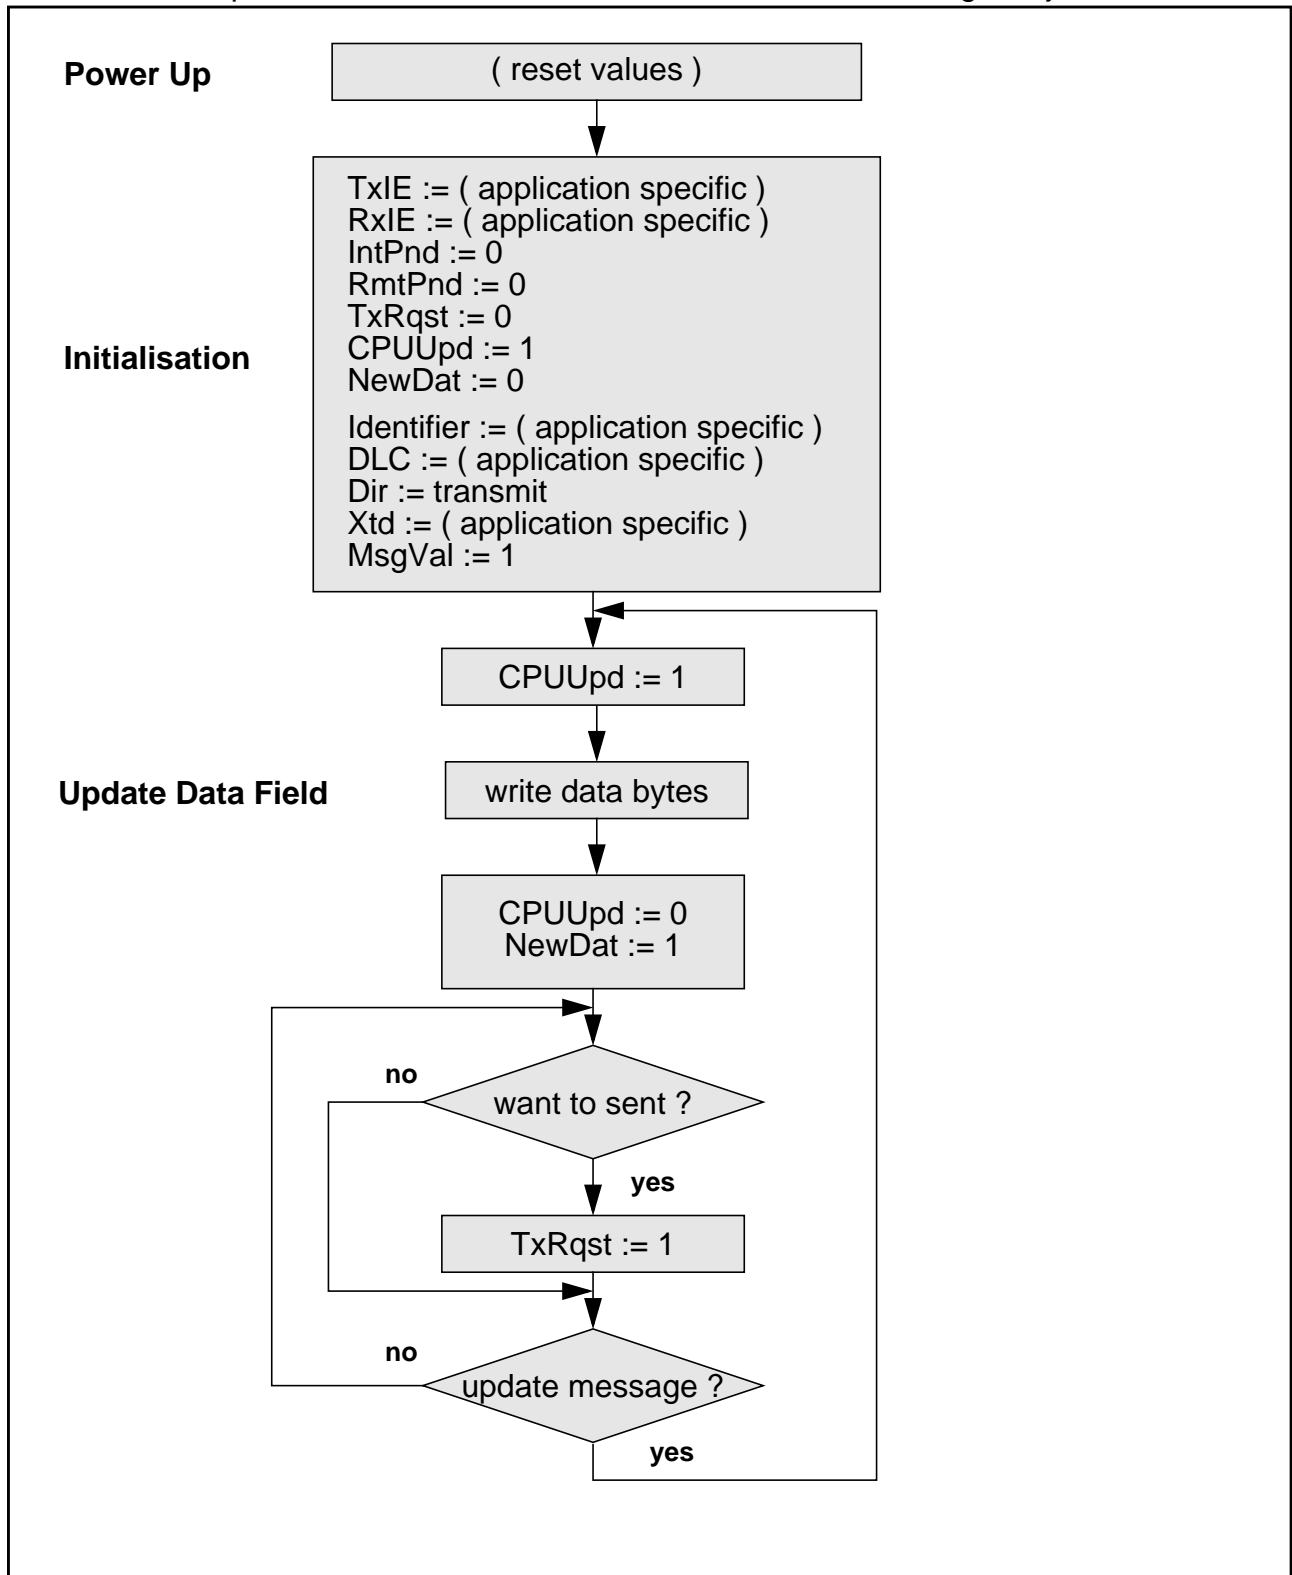 Power Up
( reset values )
TxIE := ( application specific )
RxIE := ( application specific )
IntPnd := 0
RmtPnd := 0
TxRqst := 0
Initialisation
CPUUpd := 1
NewDat := 0
Identifier := ( application specific )
DLC := ( application specific )
Dir := transmit
Xtd := ( application specific )
MsgVal := 1
CPUUpd := 1
Update Data Field
write data bytes
CPUUpd := 0
NewDat := 1
no
want to sent ?
yes
TxRqst := 1
no
update message ?
yes